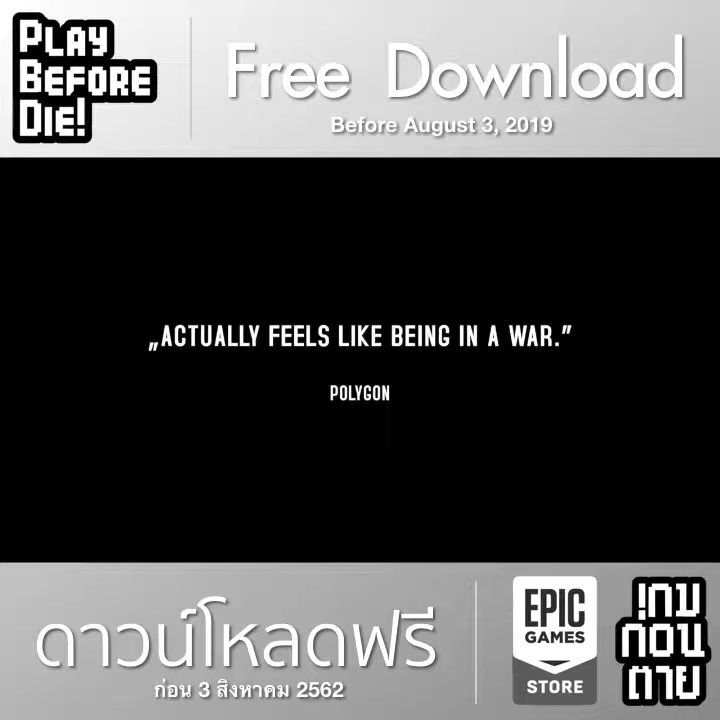 PLAY
BEFORE
DIE!
Free Download
Before August 3, 2019
„ACTUALLY FEELS LIKE BEING IN A WAR.”
POLYGON
ดาวน์โหลดฟรี
ก่อน 3 สิงหาคม 2562
EPIC
GAMES
STORE
เกม
ก่อน
ตาย